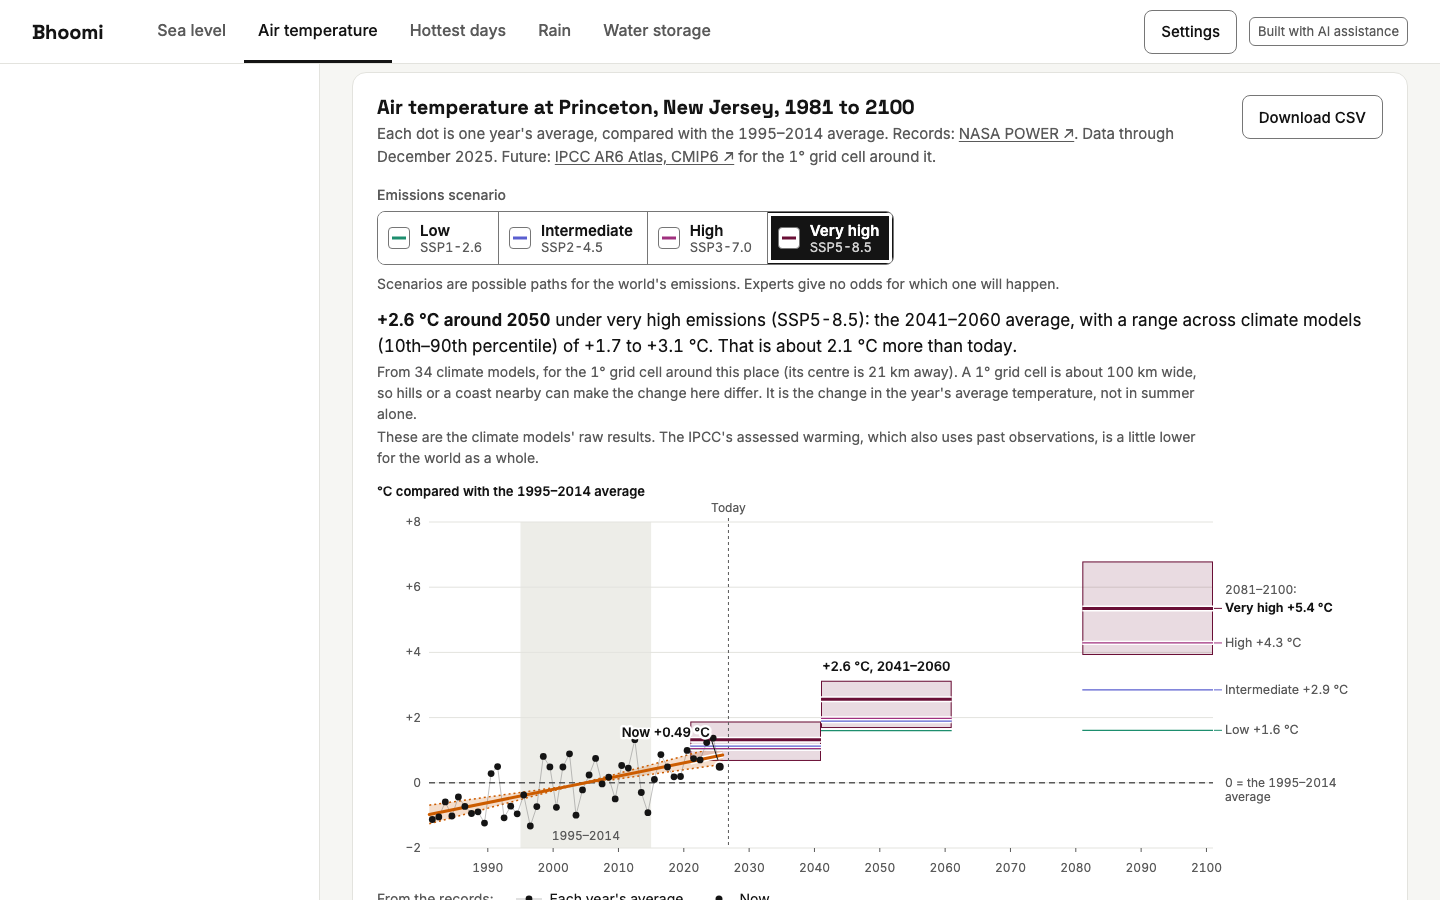 Bhoomi
Sea level
Air temperature
Hottest days
Rain
Water storage
Settings
Built with AI assistance
Air temperature at Princeton, New Jersey, 1981 to 2100
Download CSV
Each dot is one year's average, compared with the 1995–2014 average. Records: NASA POWER ↗. Data through
December 2025. Future: IPCC AR6 Atlas, CMIP6 ↗ for the 1° grid cell around it.
Emissions scenario
Low
SSP1-2.6
Intermediate
SSP2-4.5
High
SSP3-7.0
Very high
SSP5-8.5
Scenarios are possible paths for the world's emissions. Experts give no odds for which one will happen.
+2.6 °C around 2050 under very high emissions (SSP5-8.5): the 2041–2060 average, with a range across climate models
(10th–90th percentile) of +1.7 to +3.1 °C. That is about 2.1 °C more than today.
From 34 climate models, for the 1° grid cell around this place (its centre is 21 km away). A 1° grid cell is about 100 km wide,
so hills or a coast nearby can make the change here differ. It is the change in the year's average temperature, not in summer
alone.
These are the climate models' raw results. The IPCC's assessed warming, which also uses past observations, is a little lower
for the world as a whole.
°C compared with the 1995–2014 average
Today
+8
+6
+4
+2
0
−2
2081–2100:
Very high +5.4 °C
High +4.3 °C
Intermediate +2.9 °C
Low +1.6 °C
+2.6 °C, 2041–2060
Now +0.49 °C
0 = the 1995–2014
average
1995–2014
1990
2000
2010
2020
2030
2040
2050
2060
2070
2080
2090
2100
From the records:
Each year's average
Now